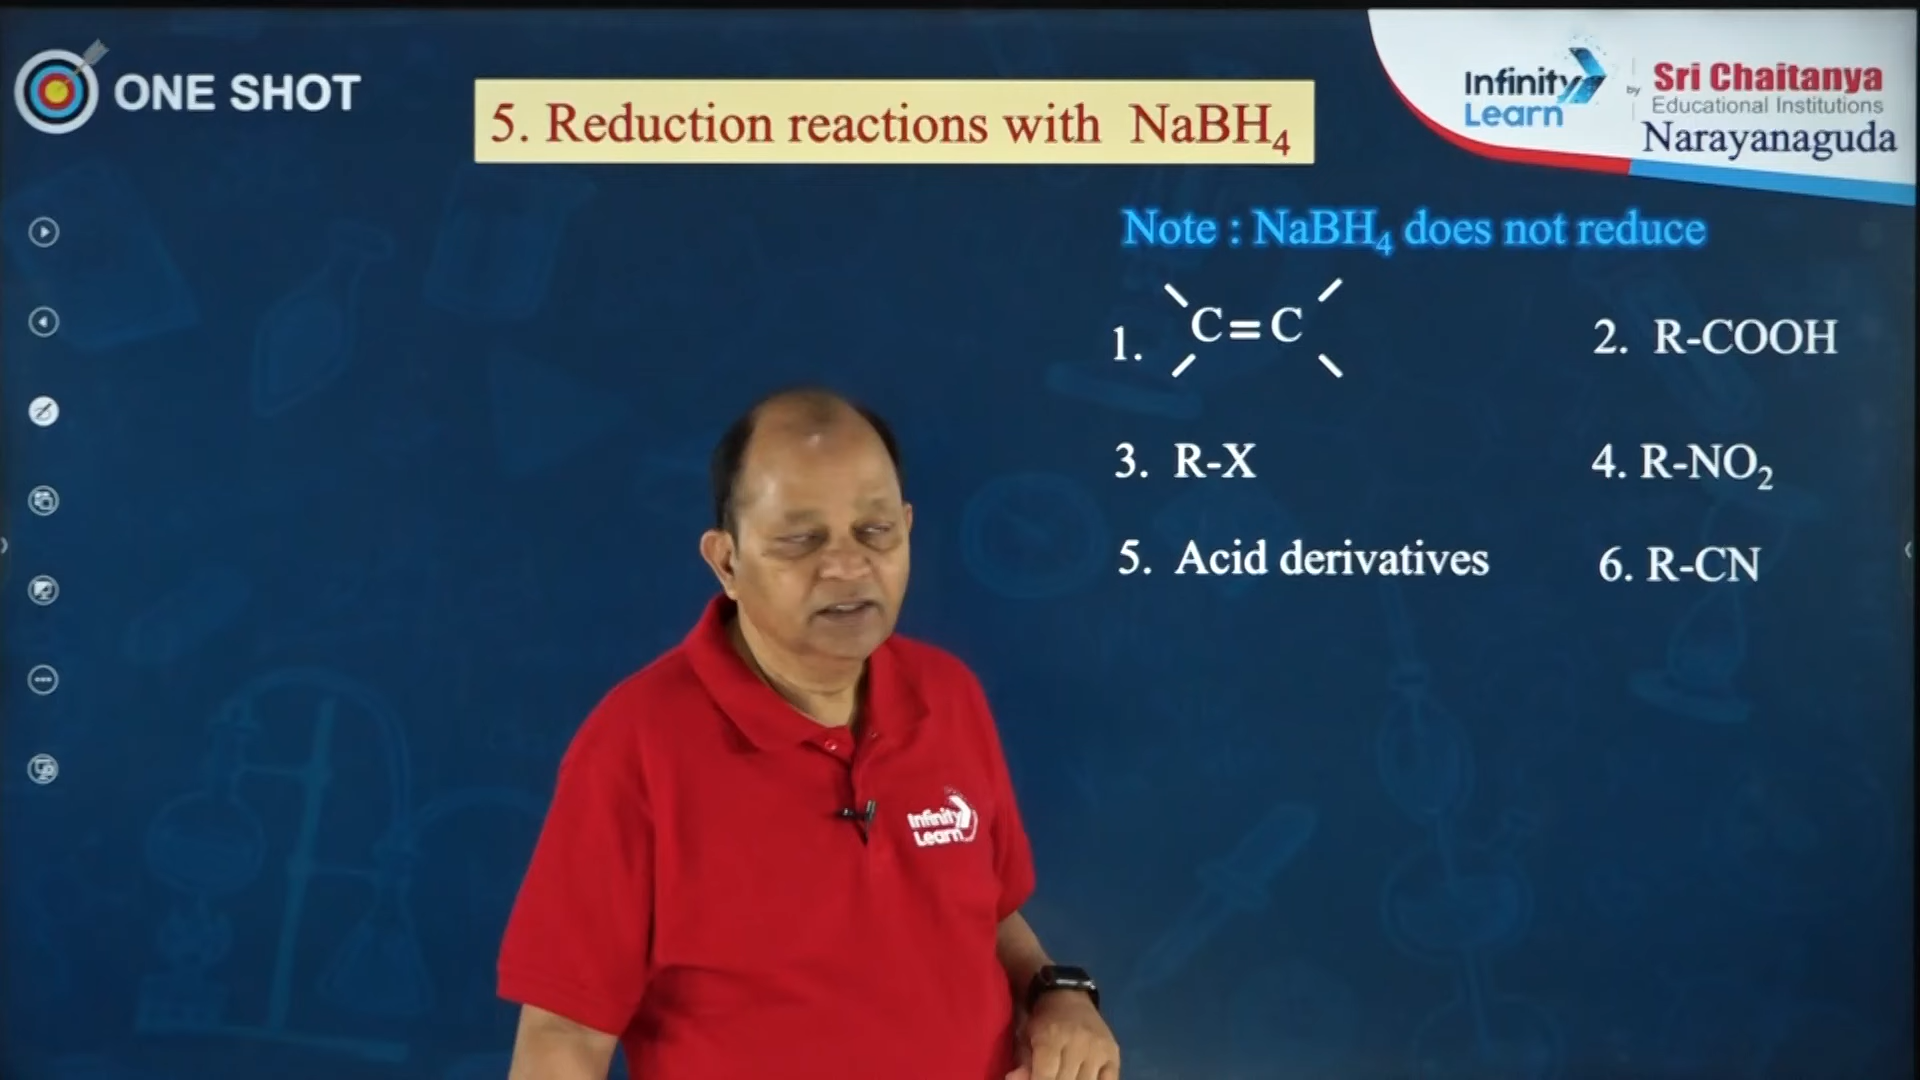 ONE SHOT
5. Reduction reactions with NaBH₄
Infinity Learn by Sri Chaitanya
Educational Institutions
Narayanaguda
Note : NaBH₄ does not reduce
1. C=C
2. R-COOH
3. R-X
4. R-NO₂
5. Acid derivatives
6. R-CN
Infinity
Learn